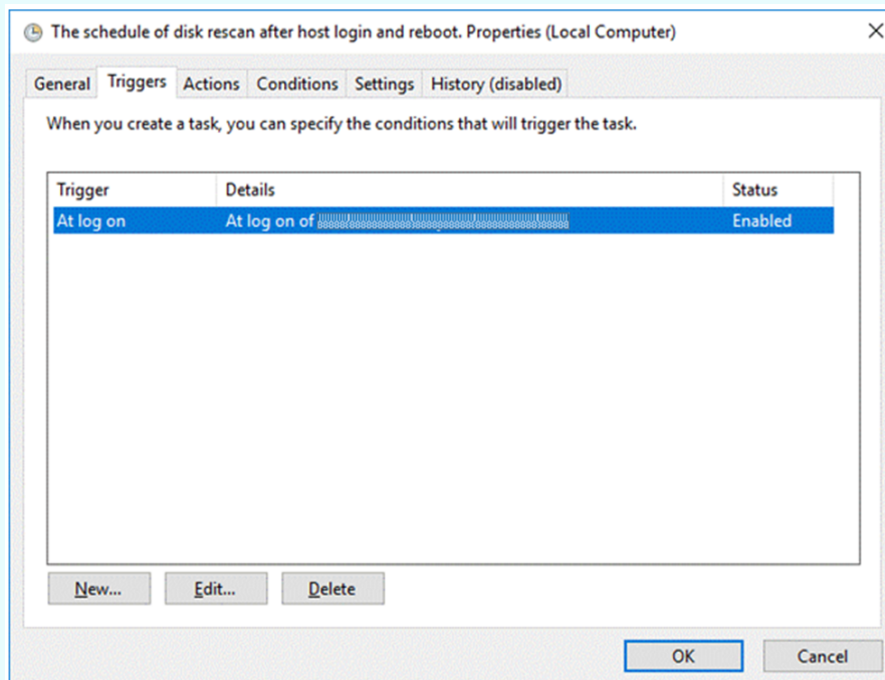 The schedule of disk rescan after host login and reboot. Properties (Local Computer)
General Triggers Actions Conditions Settings History (disabled)
When you create a task, you can specify the conditions that will trigger the task.
Trigger Details Status
At log on At log on of Enabled
New... Edit... Delete
OK Cancel